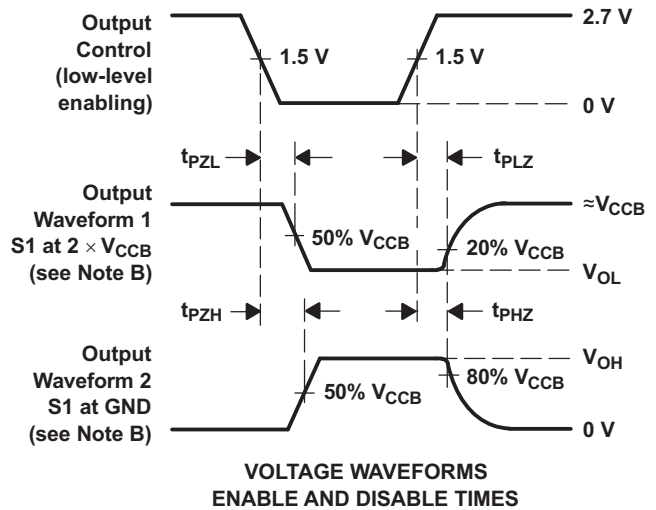 Output
Control
(low-level
enabling)
2.7 V
1.5 V
1.5 V
0 V
tPZL
tPLZ
Output
Waveform 1
S1 at 2 × VCCB
(see Note B)
≈VCCB
50% VCCB
20% VCCB
VOL
tPZH
tPHZ
Output
Waveform 2
S1 at GND
(see Note B)
VOH
50% VCCB
80% VCCB
0 V
VOLTAGE WAVEFORMS
ENABLE AND DISABLE TIMES